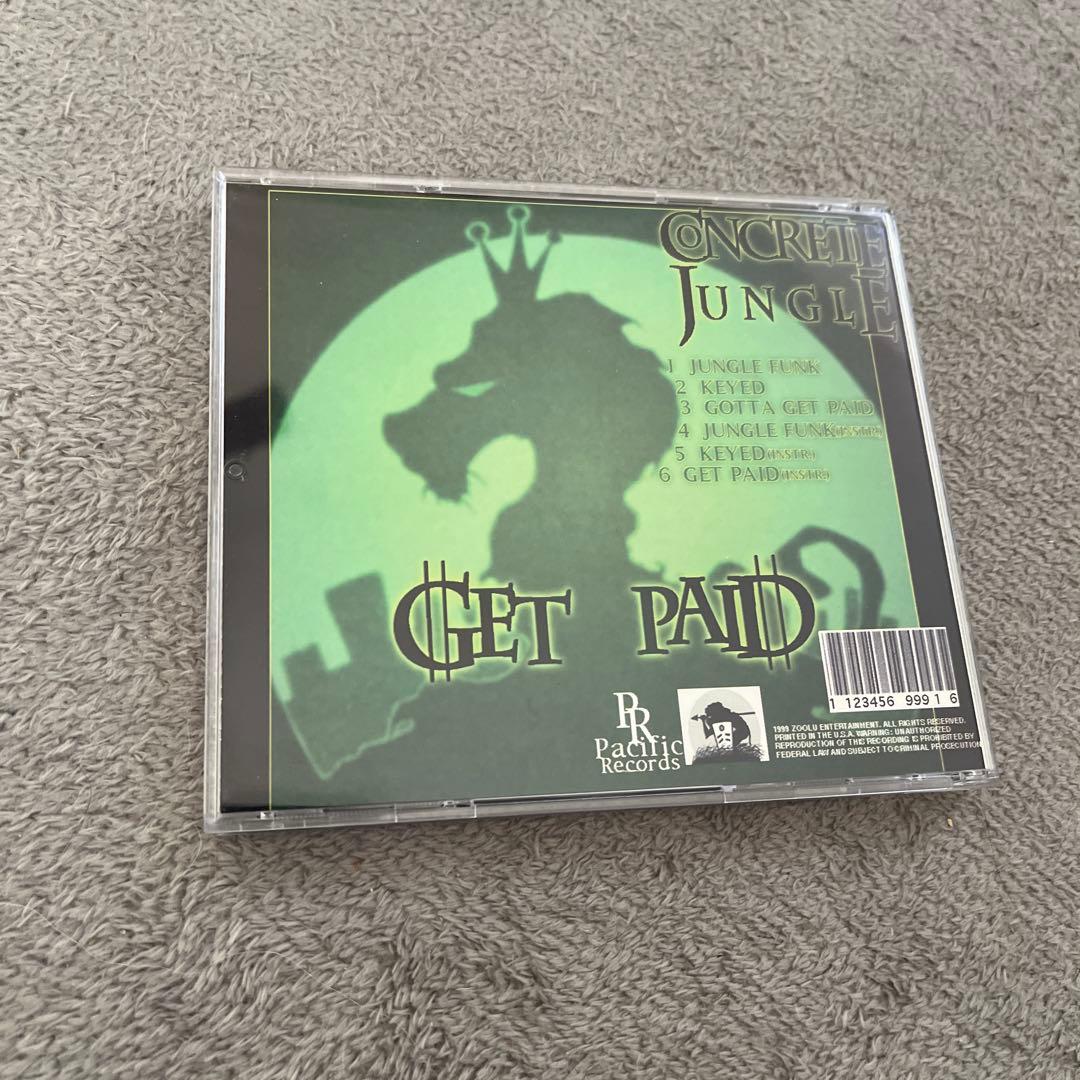 CONCRETE
JUNGLE
1 JUNGLE FUNK
2 KEYED
3 GOTTA GET PAID
4 JUNGLE FUNK(INSTR.)
5 KEYED(INSTR.)
6 GET PAID(INSTR.)
GET PAID
PR
Pacific
Records
1 123456 999 1 6
1999 ZOOLU ENTERTAINMENT. ALL RIGHTS RESERVED.
PRINTED IN THE U.S.A. WARNING: UNAUTHORIZED
REPRODUCTION OF THIS RECORDING IS PROHIBITED BY
FEDERAL LAW AND SUBJECT TO CRIMINAL PROCECUTION